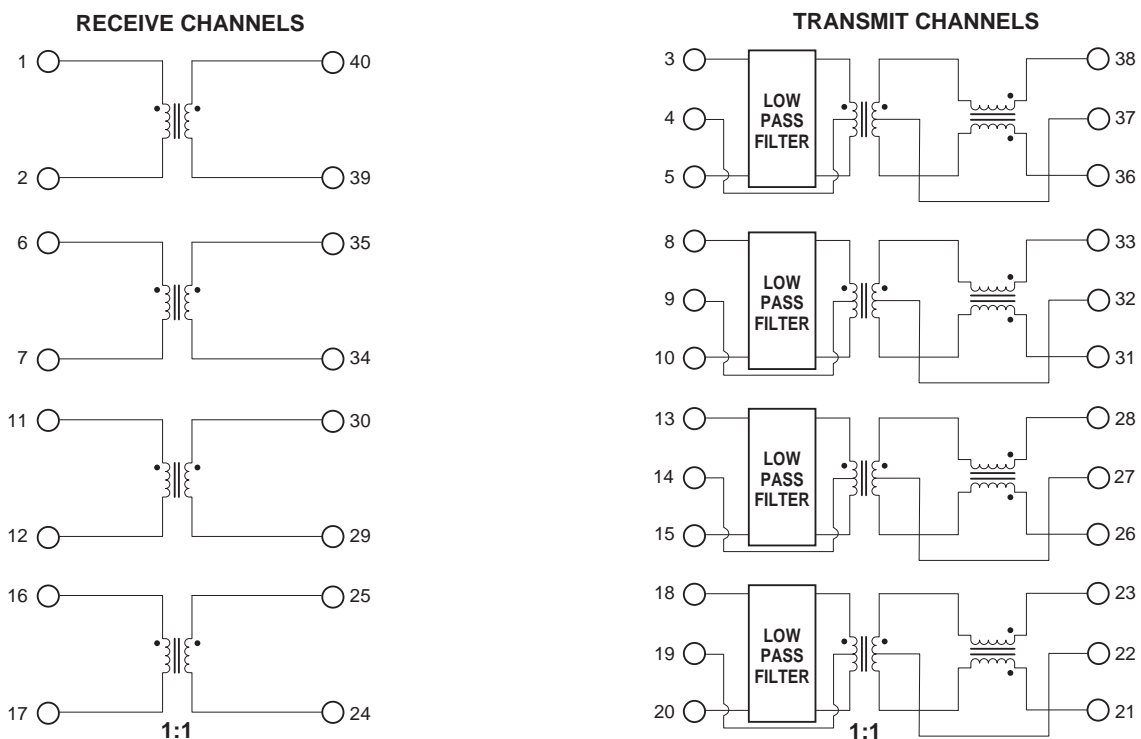 RECEIVE CHANNELS
1 40
2 39
6 35
7 34
11 30
12 29
16 25
17 24
1:1
TRANSMIT CHANNELS
3 38
LOW
PASS
FILTER
4 37
5 36
8 33
LOW
PASS
FILTER
9 32
10 31
13 28
LOW
PASS
FILTER
14 27
15 26
18 23
LOW
PASS
FILTER
19 22
20 21
1:1